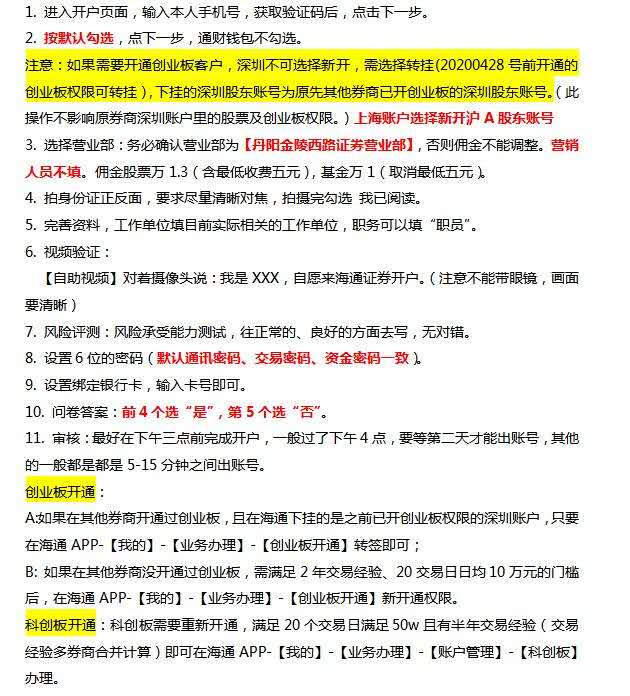 1. 进入开户页面，输入本人手机号，获取验证码后，点击下一步。
2. 按默认勾选，点下一步，通财钱包不勾选。
注意：如果需要开通创业板客户，深圳不可选择新开，需选择转挂(20200428 号前开通的
创业板权限可转挂），下挂的深圳股东账号为原先其他券商已开创业板的深圳股东账号。（此
操作不影响原券商深圳账户里的股票及创业板权限。）上海账户选择新开沪 A 股东账号
3. 选择营业部：务必确认营业部为【丹阳金陵西路证券营业部】，否则佣金不能调整。营销
人员不填。佣金股票万 1.3（含最低收费五元），基金万 1（取消最低五元）。
4. 拍身份证正反面，要求尽量清晰对焦，拍摄完勾选 我已阅读。
5. 完善资料，工作单位填目前实际相关的工作单位，职务可以填“职员”。
6. 视频验证：
【自助视频】对着摄像头说：我是 XXX，自愿来海通证券开户。（注意不能带眼镜，画面
要清晰）
7. 风险评测：风险承受能力测试，往正常的、良好的方面去写，无对错。
8. 设置 6 位的密码（默认通讯密码、交易密码、资金密码一致）。
9. 设置绑定银行卡，输入卡号即可。
10. 问卷答案：前 4 个选“是”，第 5 个选“否”。
11. 审核：最好在下午三点前完成开户，一般过了下午 4 点，要等第二天才能出账号，其他
的一般都是都是 5-15 分钟之间出账号。
创业板开通：
A:如果在其他券商开通过创业板，且在海通下挂的是之前已开创业板权限的深圳账户，只要
在海通 APP-【我的】-【业务办理】-【创业板开通】转签即可；
B: 如果在其他券商没开通过创业板，需满足 2 年交易经验、20 交易日日均 10 万元的门槛
后，在海通 APP-【我的】-【业务办理】-【创业板开通】新开通权限。
科创板开通：科创板需要重新开通，满足 20 个交易日满足 50w 且有半年交易经验（交易
经验多券商合并计算）即可在海通 APP-【我的】-【业务办理】-【账户管理】-【科创板】
办理。